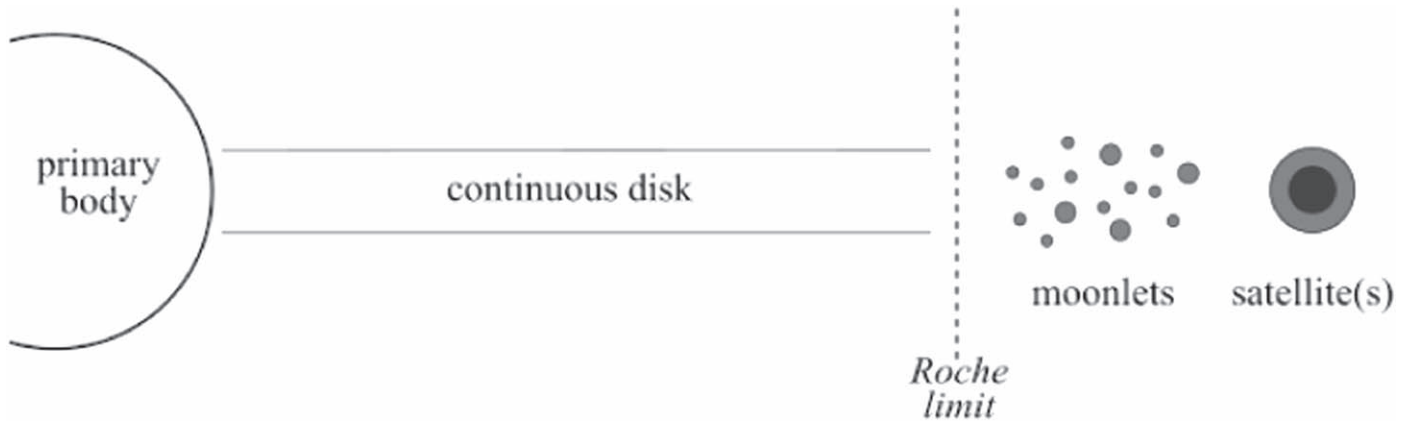 primary
body
continuous disk
moonlets
satellite(s)
Roche
limit